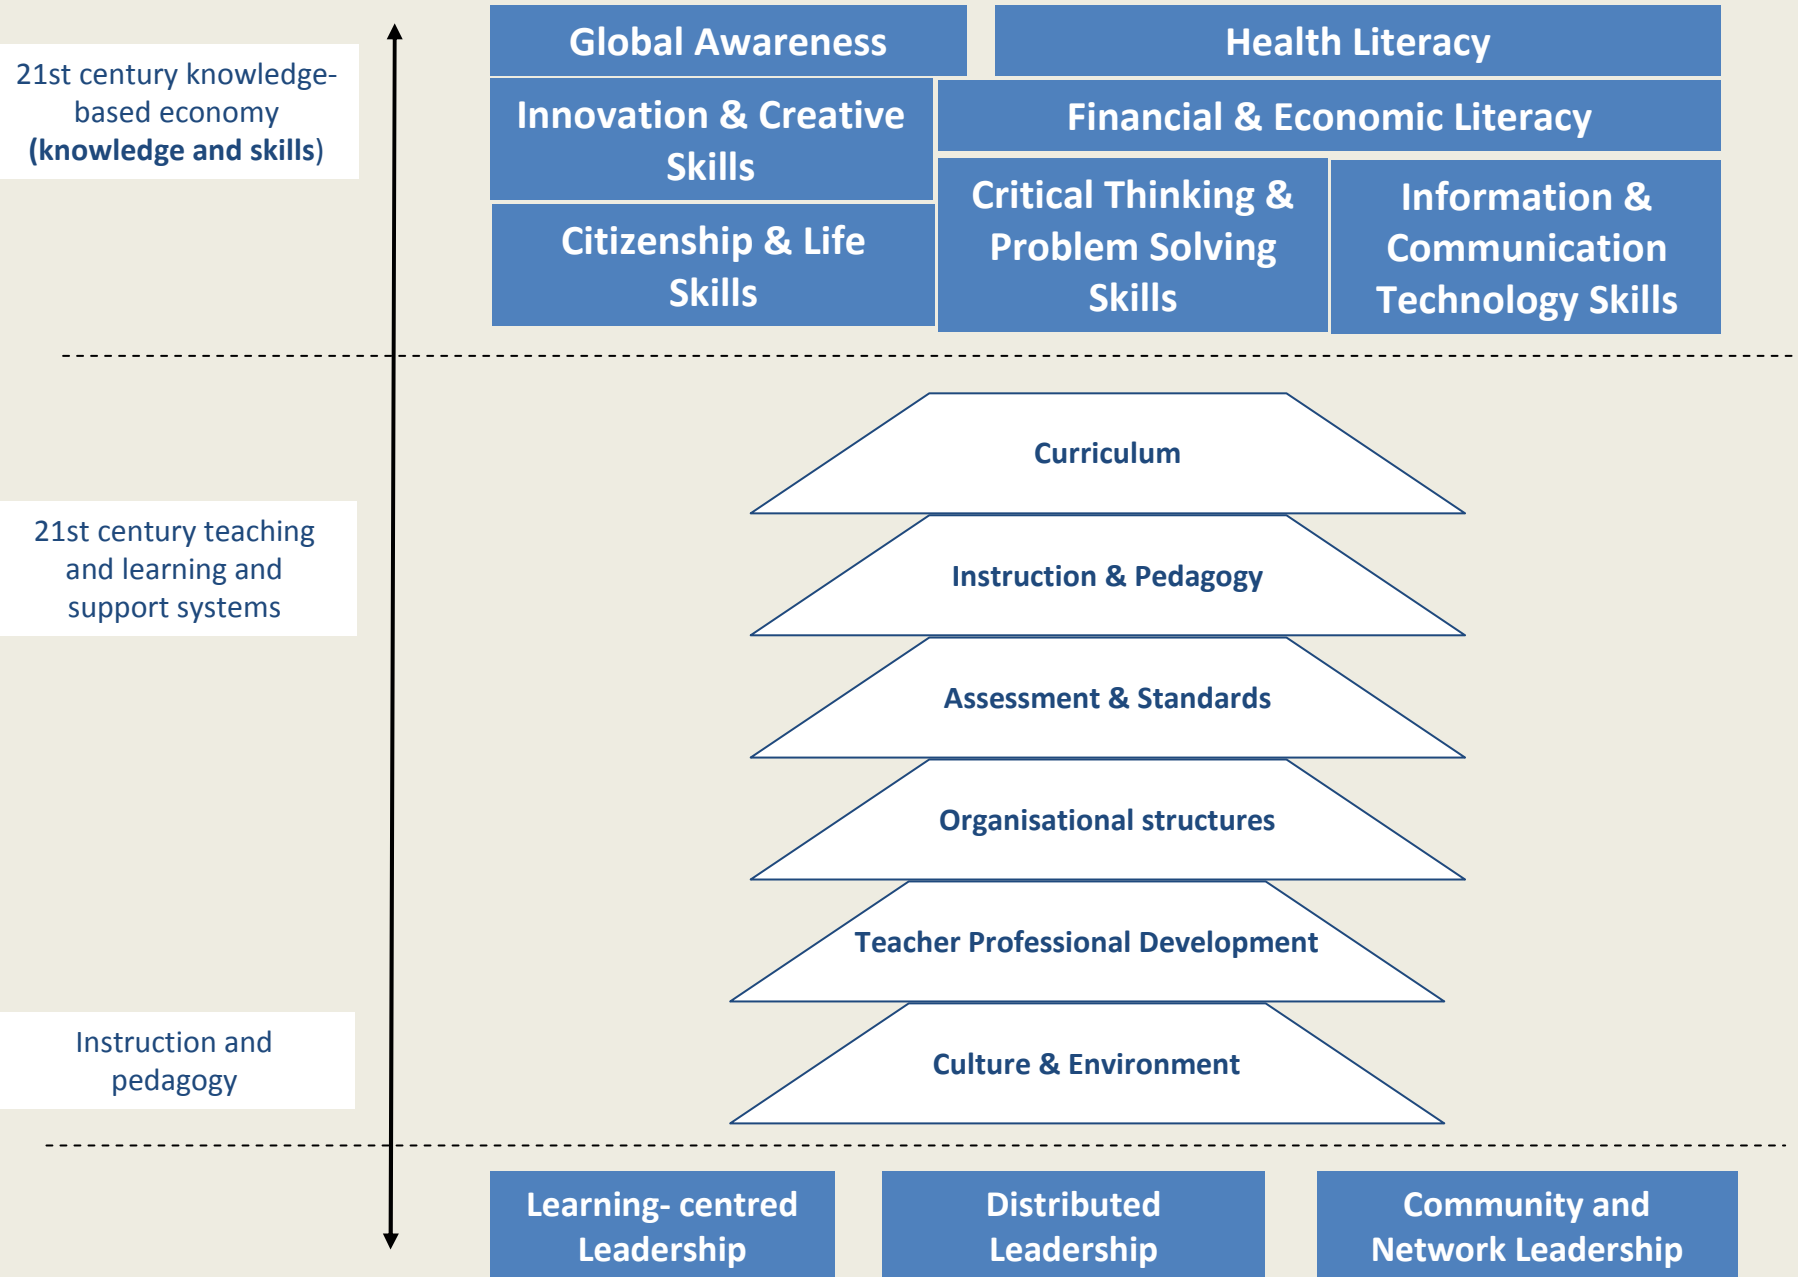 Global Awareness
Health Literacy
21st century knowledge-
based economy
(knowledge and skills)
Innovation & Creative
Skills
Financial & Economic Literacy
Citizenship & Life
Skills
Critical Thinking &
Problem Solving
Skills
Information &
Communication
Technology Skills
Curriculum
21st century teaching
and learning and
support systems
Instruction & Pedagogy
Assessment & Standards
Organisational structures
Teacher Professional Development
Instruction and
pedagogy
Culture & Environment
Learning- centred
Leadership
Distributed
Leadership
Community and
Network Leadership